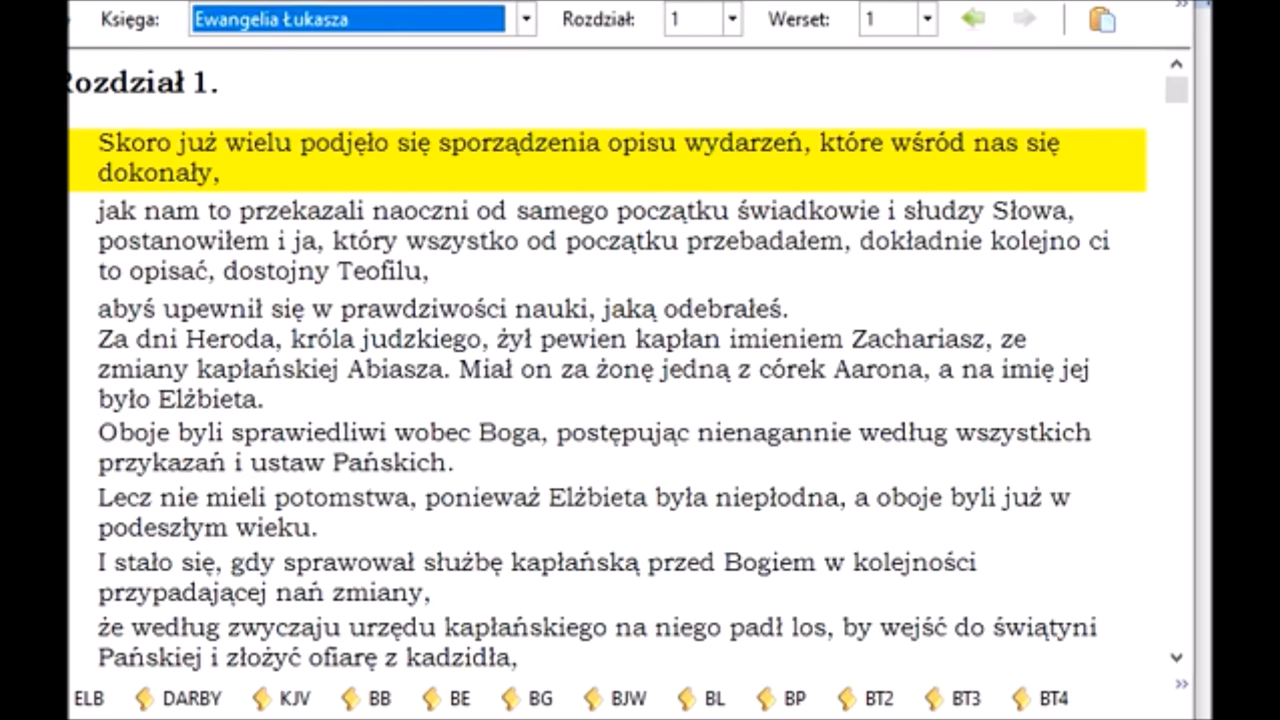 Księga: Ewangelia Łukasza Rozdział: 1 Werset: 1
Rozdział 1.
Skoro już wielu podjęło się sporządzenia opisu wydarzeń, które wśród nas się
dokonały,
jak nam to przekazali naoczni od samego początku świadkowie i słudzy Słowa,
postanowiłem i ja, który wszystko od początku przebadałem, dokładnie kolejno ci
to opisać, dostojny Teofilu,
abyś upewnił się w prawdziwości nauki, jaką odebrałeś.
Za dni Heroda, króla judzkiego, żył pewien kapłan imieniem Zachariasz, ze
zmiany kapłańskiej Abiasza. Miał on za żonę jedną z córek Aarona, a na imię jej
było Elżbieta.
Oboje byli sprawiedliwi wobec Boga, postępując nienagannie według wszystkich
przykazań i ustaw Pańskich.
Lecz nie mieli potomstwa, ponieważ Elżbieta była niepłodna, a oboje byli już w
podeszłym wieku.
I stało się, gdy sprawował służbę kapłańską przed Bogiem w kolejności
przypadającej nań zmiany,
że według zwyczaju urzędu kapłańskiego na niego padł los, by wejść do świątyni
Pańskiej i złożyć ofiarę z kadzidła,
ELB DARBY KJV BB BE BG BJW BL BP BT2 BT3 BT4